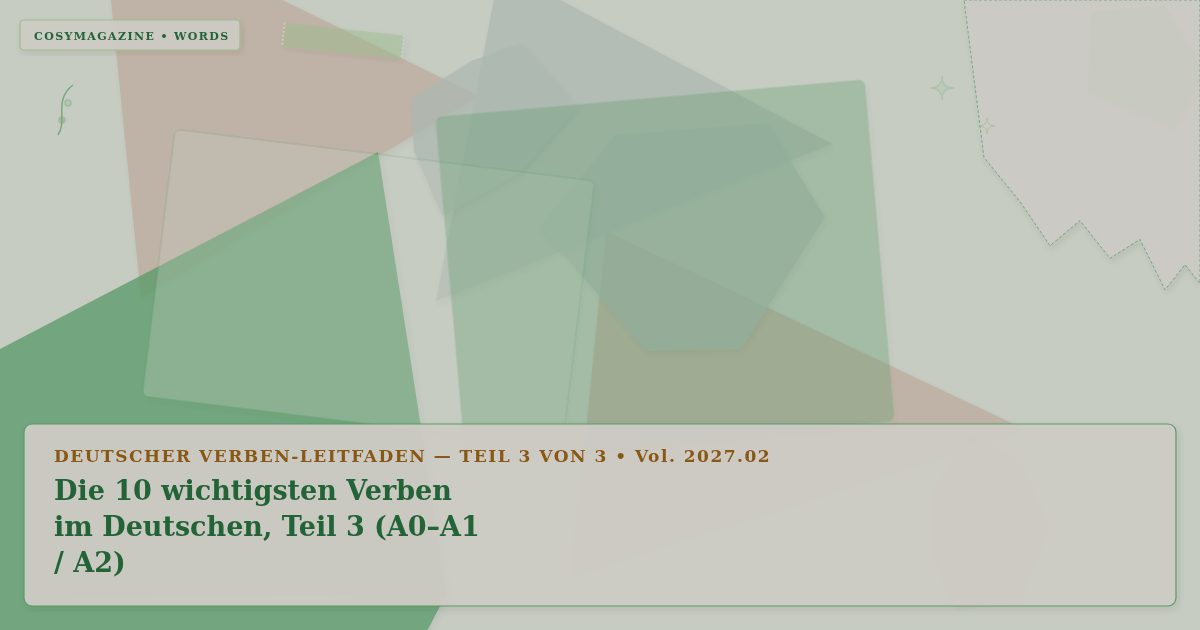 COSYMAGAZINE • WORDS
DEUTSCHER VERBEN-LEITFADEN — TEIL 3 VON 3 • Vol. 2027.02
Die 10 wichtigsten Verben
im Deutschen, Teil 3 (A0–A1
/ A2)